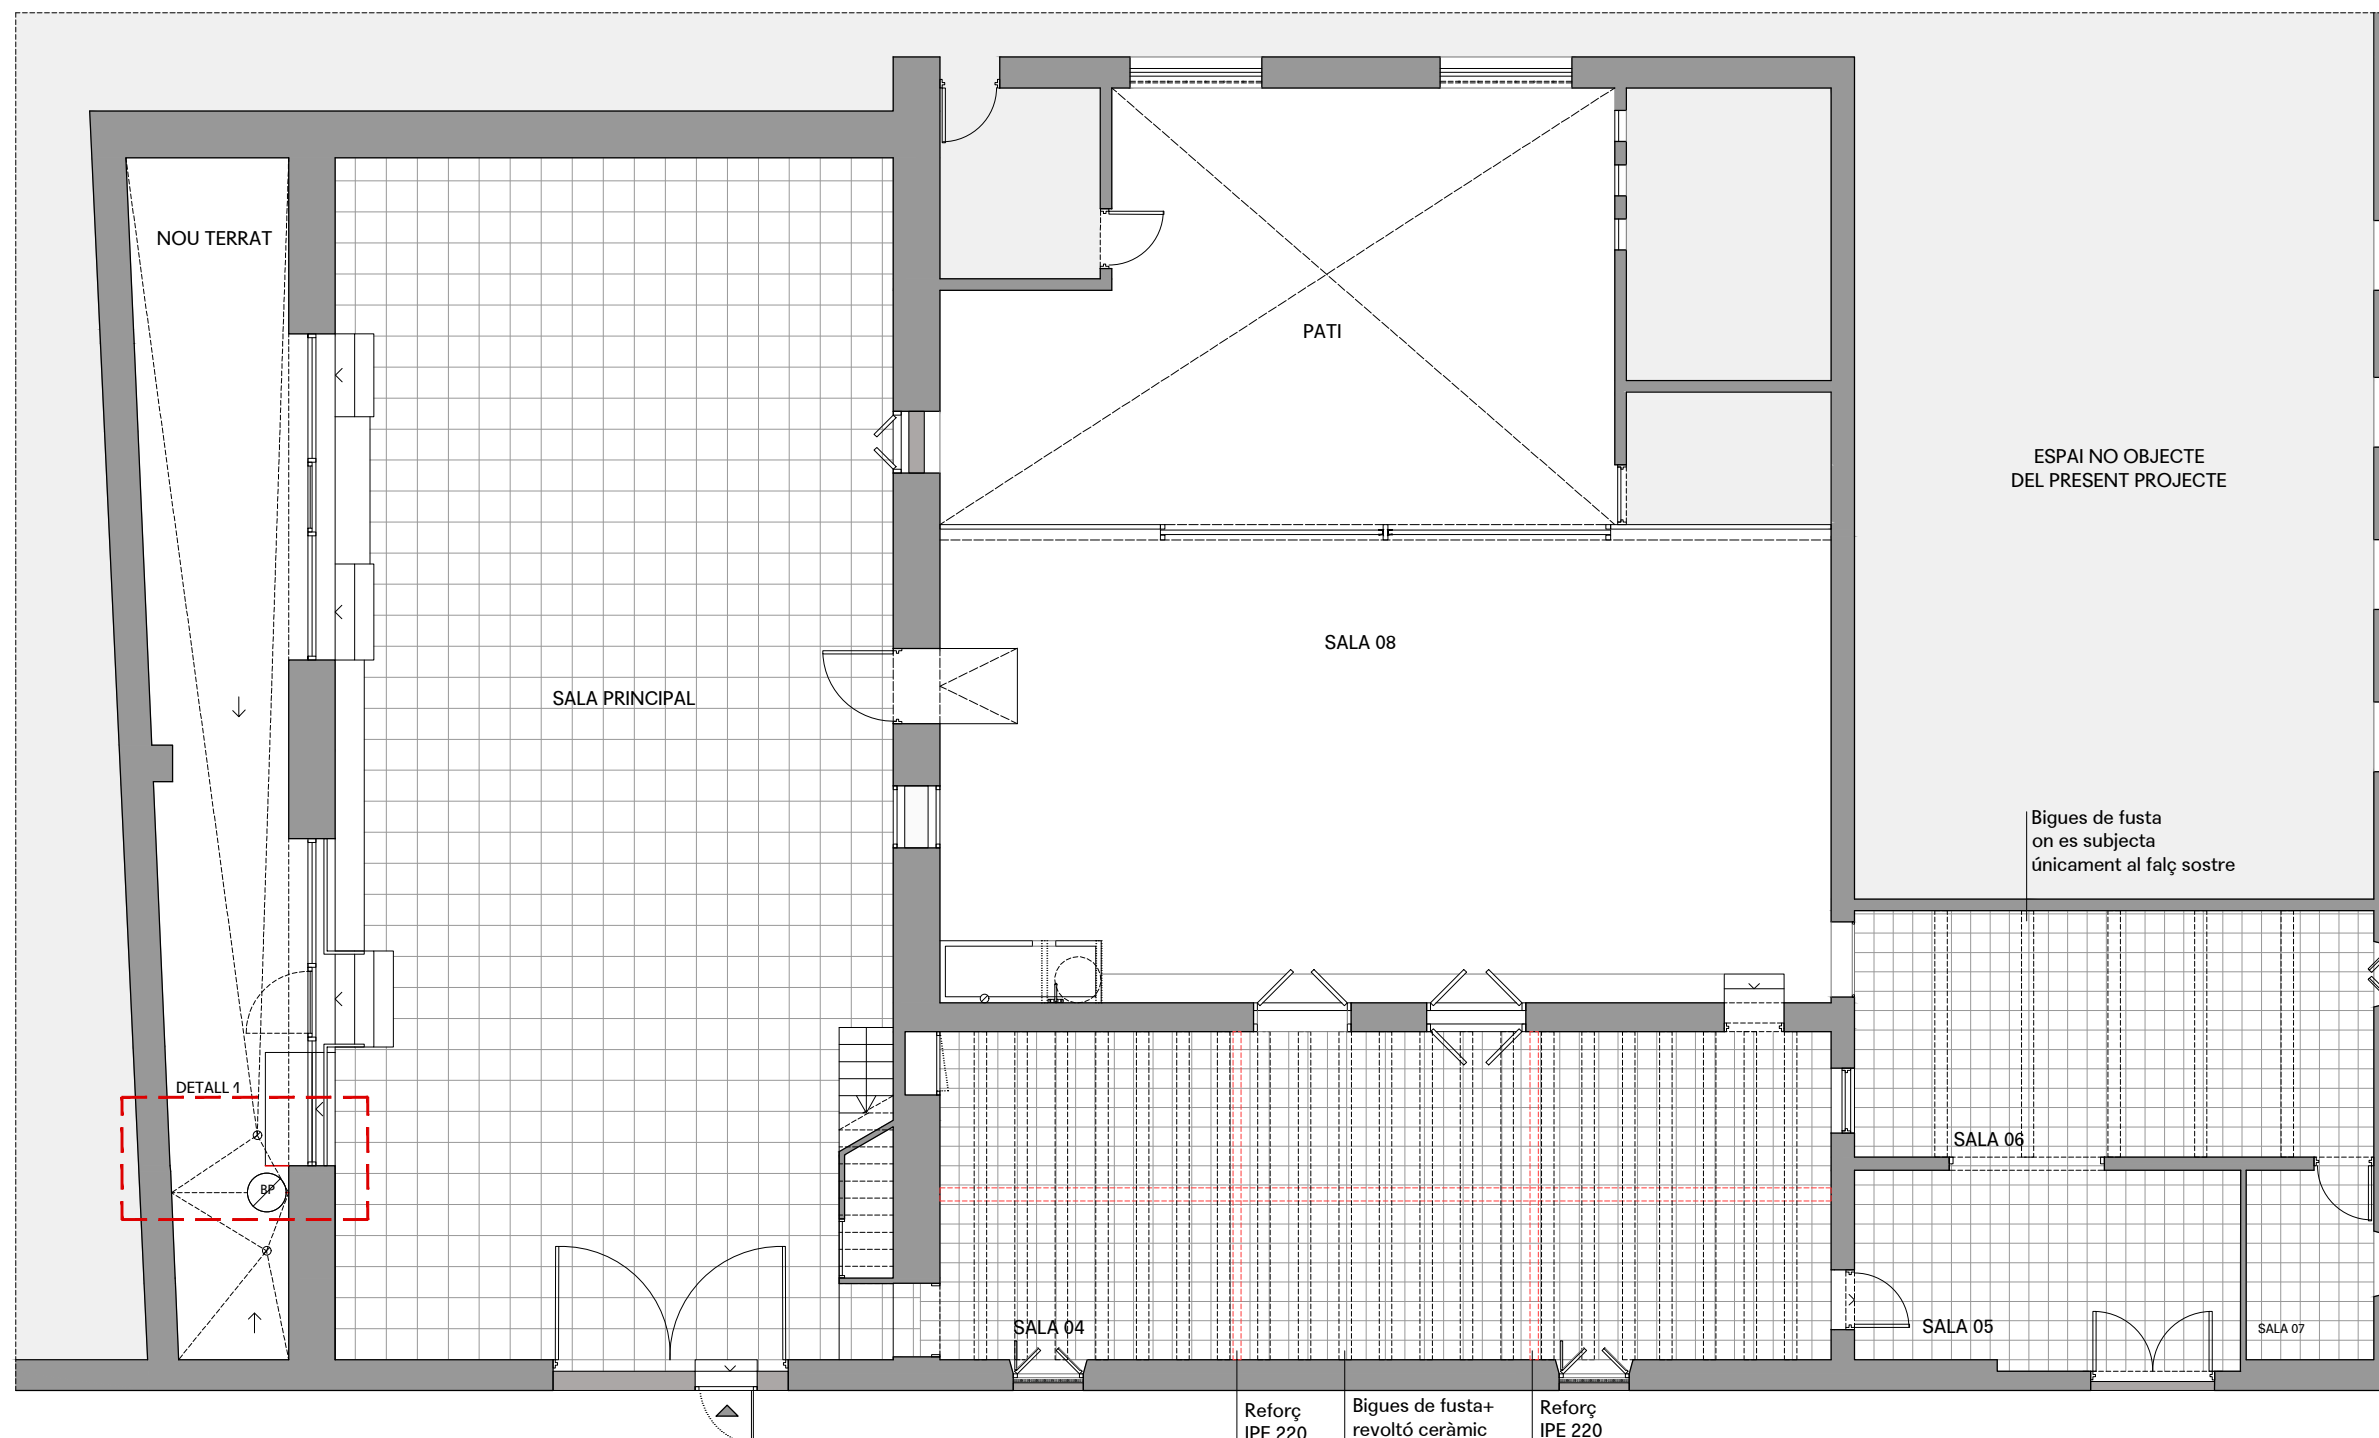 NOU TERRAT
PATI
ESPAI NO OBJECTE
DEL PRESENT PROJECTE
SALA 08
SALA PRINCIPAL
Bigues de fusta
on es subjecta
únicament al falç sostre
DETALL 1
SALA 06
BP
SALA 04
SALA 05
SALA 07
Reforç
IPE 220
Bigues de fusta+
revoltó ceràmic
Reforç
IPE 220